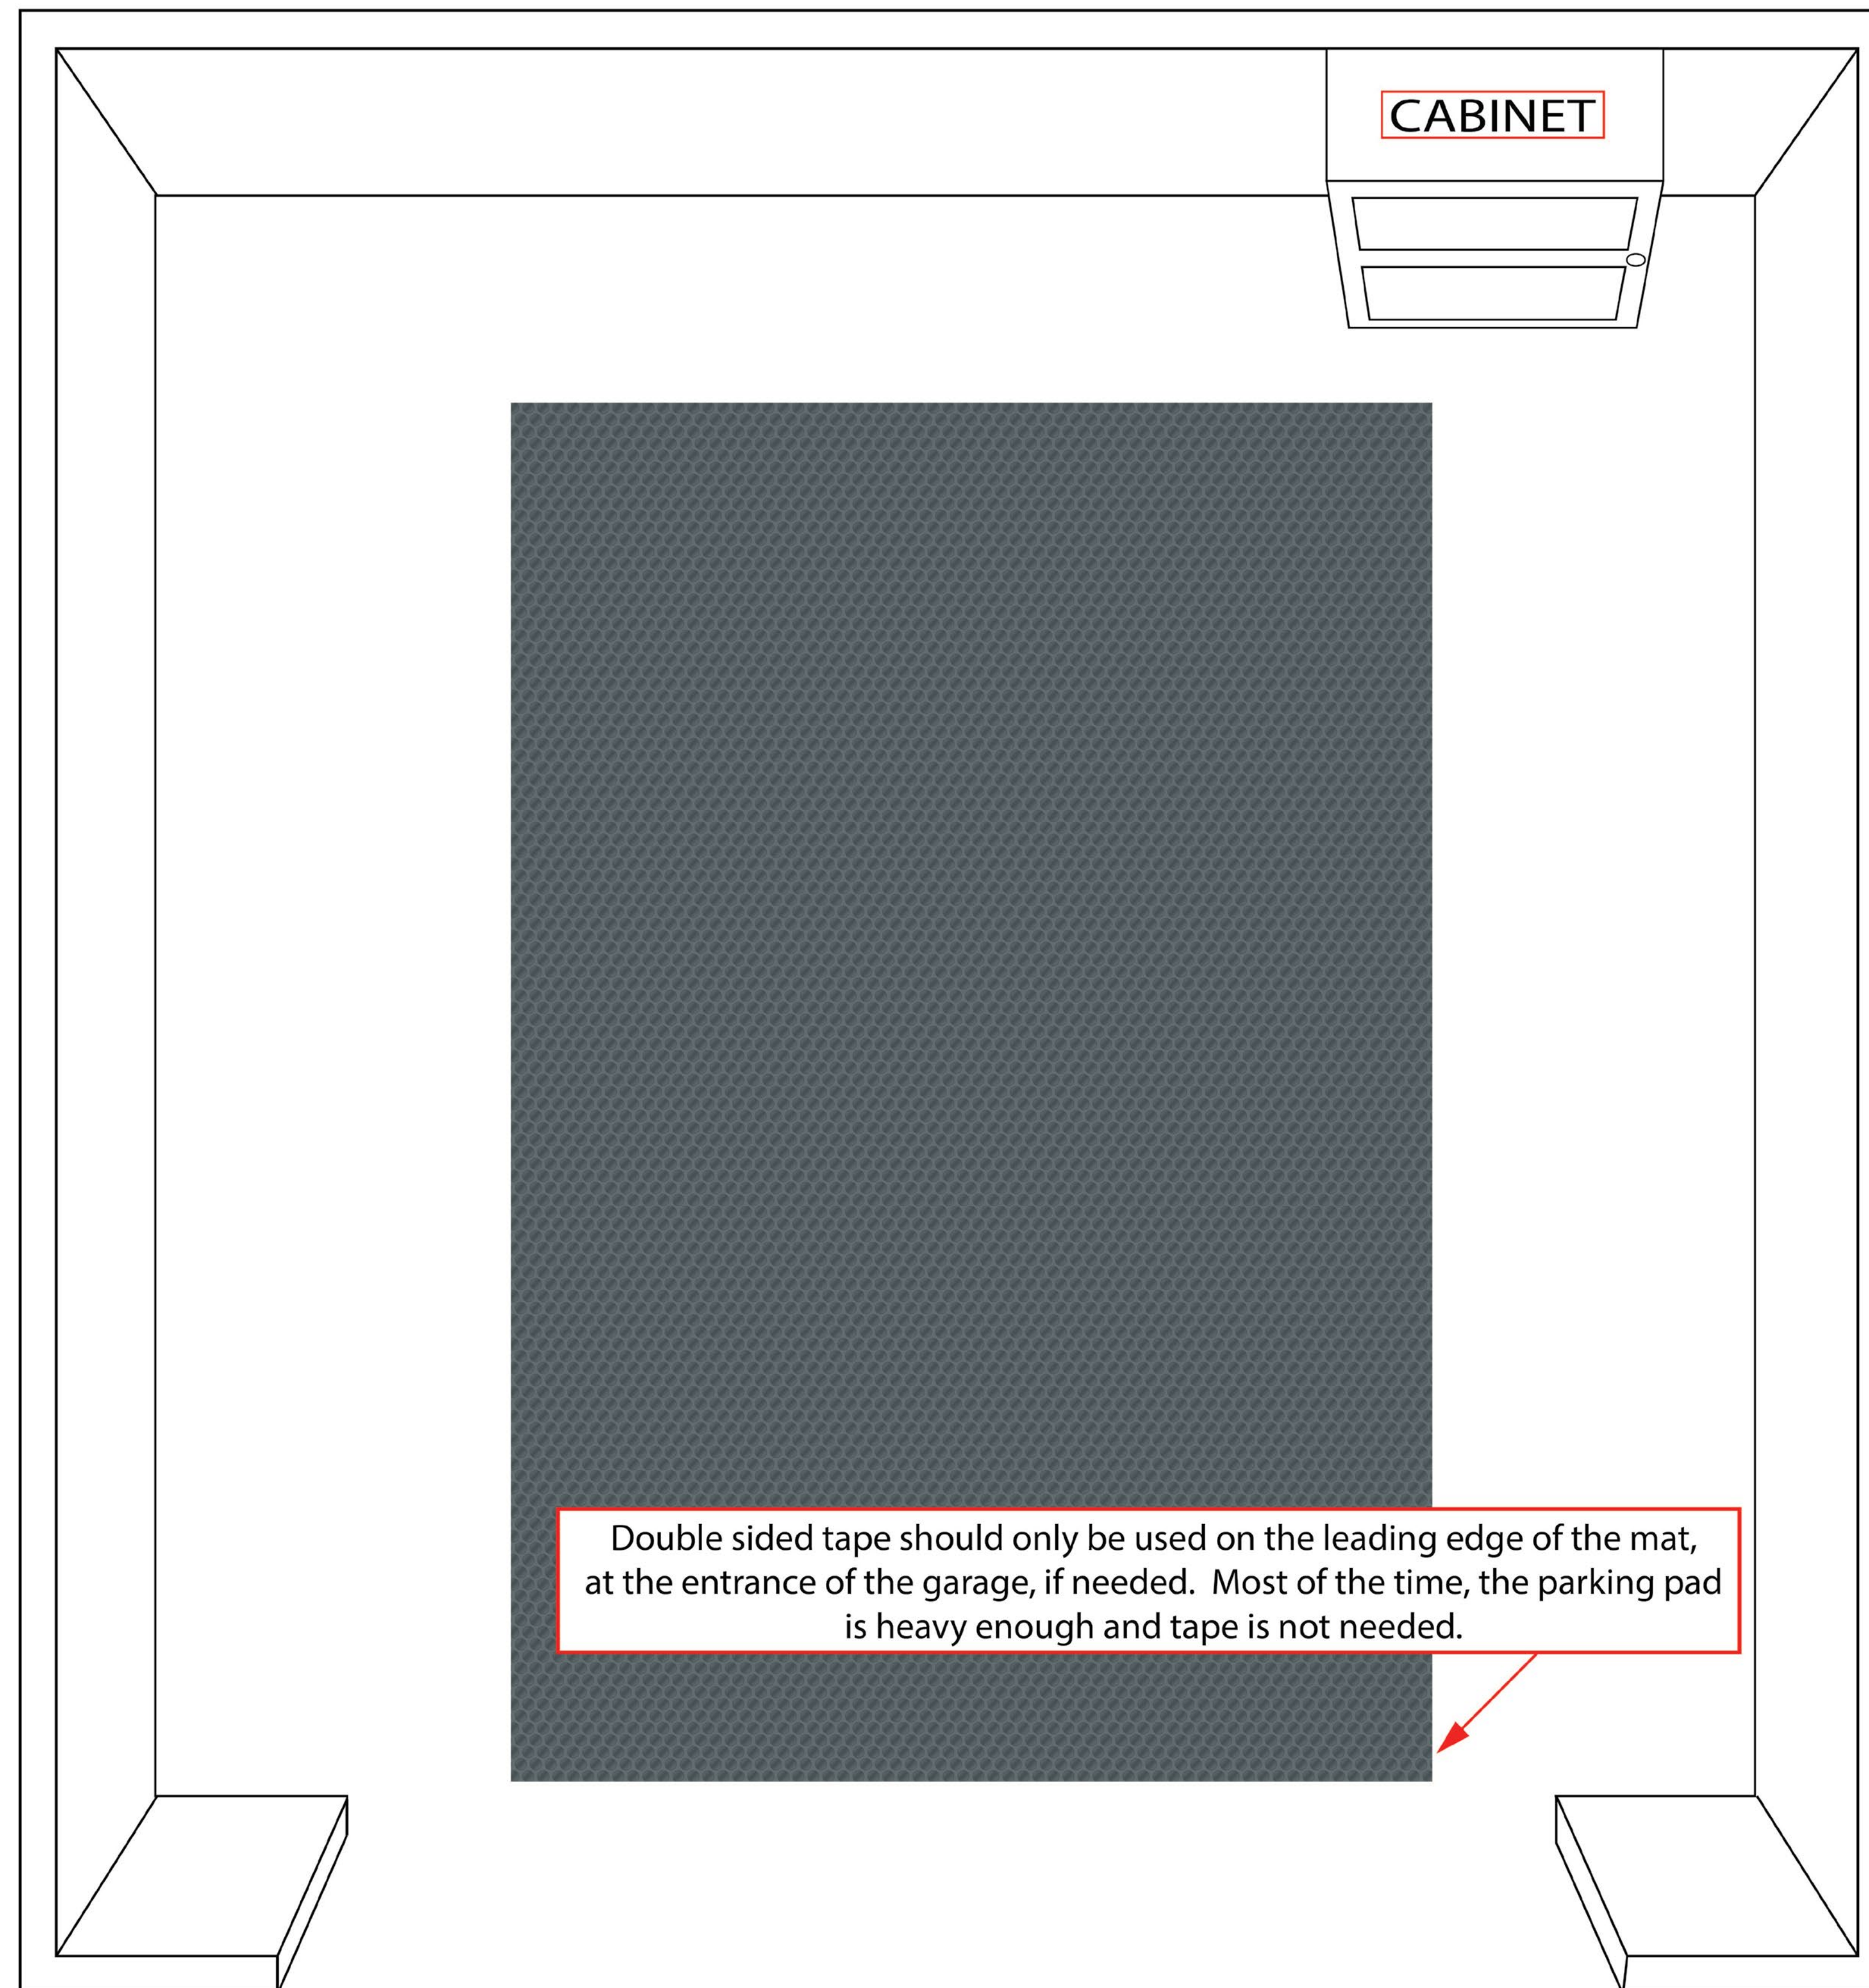 CABINET
Double sided tape should only be used on the leading edge of the mat,
at the entrance of the garage, if needed.  Most of the time, the parking pad
is heavy enough and tape is not needed.